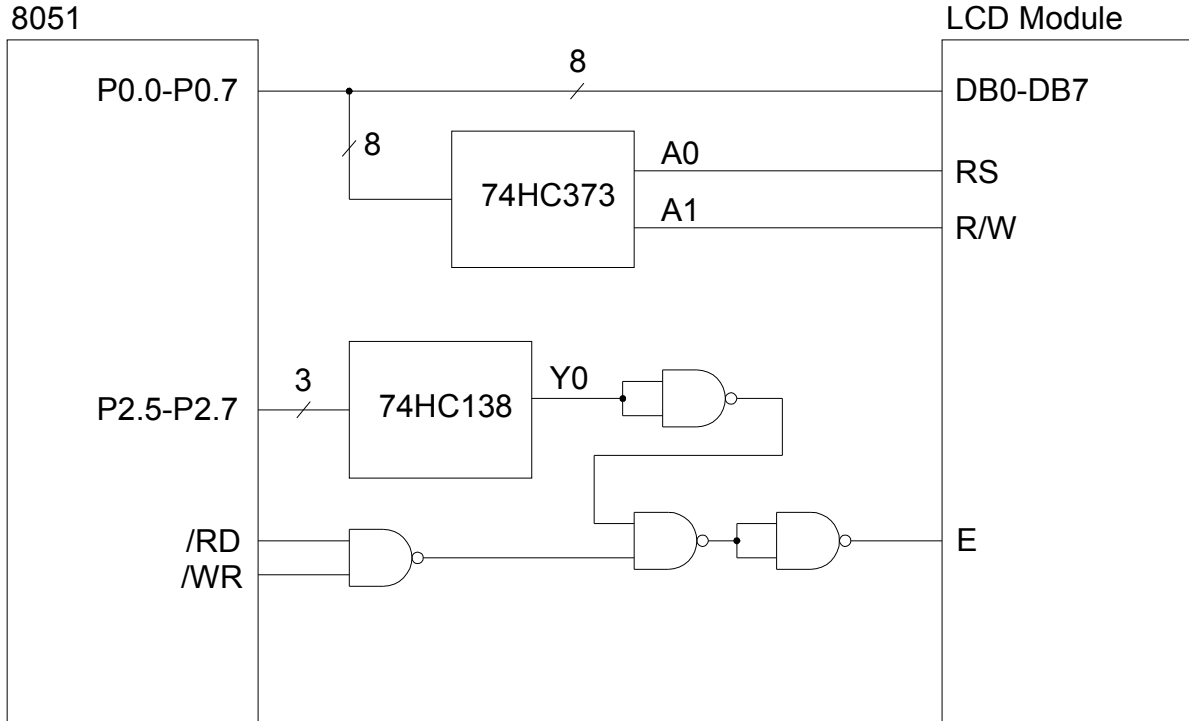 8051
LCD Module
P0.0-P0.7
8
DB0-DB7
8
74HC373
A0
RS
A1
R/W
P2.5-P2.7
3
74HC138
Y0
/RD
/WR
E